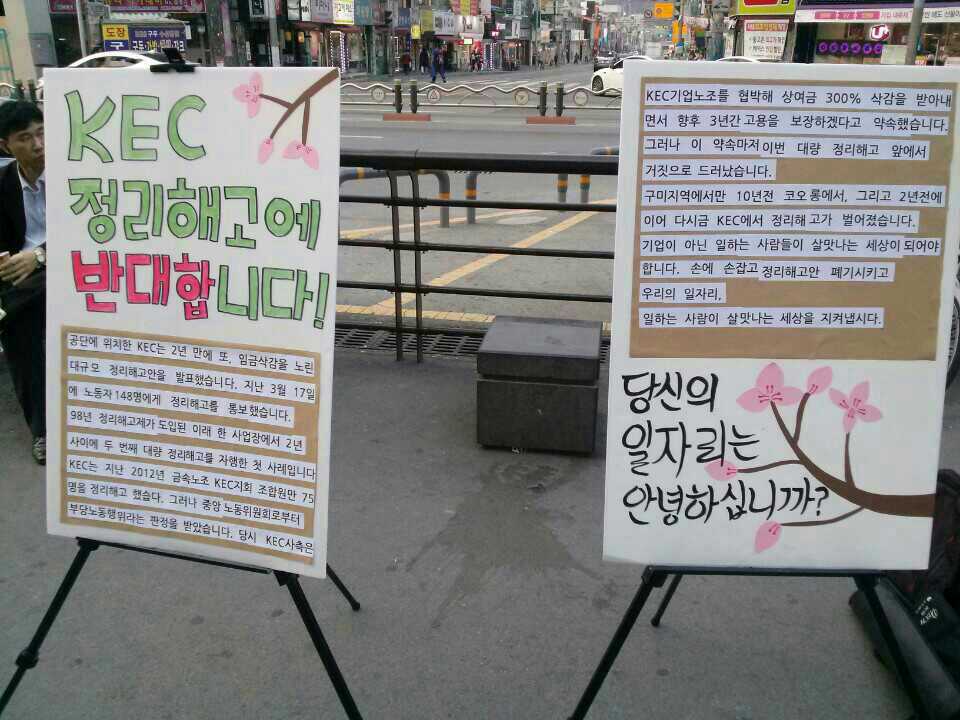 KEC
정리해고에
반대합니다!
공단에 위치한 KEC는 2년 만에 또, 임금삭감을 노린
대규모 정리해고안을 발표했습니다. 지난 3월 17일
에 노동자 148명에게 정리해고를 통보했습니다.
98년 정리해고제가 도입된 이래 한 사업장에서 2년
사이에 두 번째 대량 정리해고를 자행한 첫 사례입니다
KEC는 지난 2012년 금속노조 KEC지회 조합원만 75
명을 정리해고 했습니다. 그러나 중앙 노동위원회로부터
부당노동행위라는 판정을 받았습니다. 당시 KEC사측은
KEC기업노조를 협박해 상여금 300% 삭감을 받아내
면서 향후 3년간 고용을 보장하겠다고 약속했습니다.
그러나 이 약속마저 이번 대량 정리해고 앞에서
거짓으로 드러났습니다.
구미지역에서만 10년전 코오롱에서, 그리고 2년전에
이어 다시금 KEC에서 정리해고가 벌어졌습니다.
기업이 아닌 일하는 사람들이 살맛나는 세상이 되어야
합니다. 손에 손잡고 정리해고안 폐기시키고
우리의 일자리,
일하는 사람이 살맛나는 세상을 지켜냅시다.
당신의
일자리는
안녕하십니까?
도장